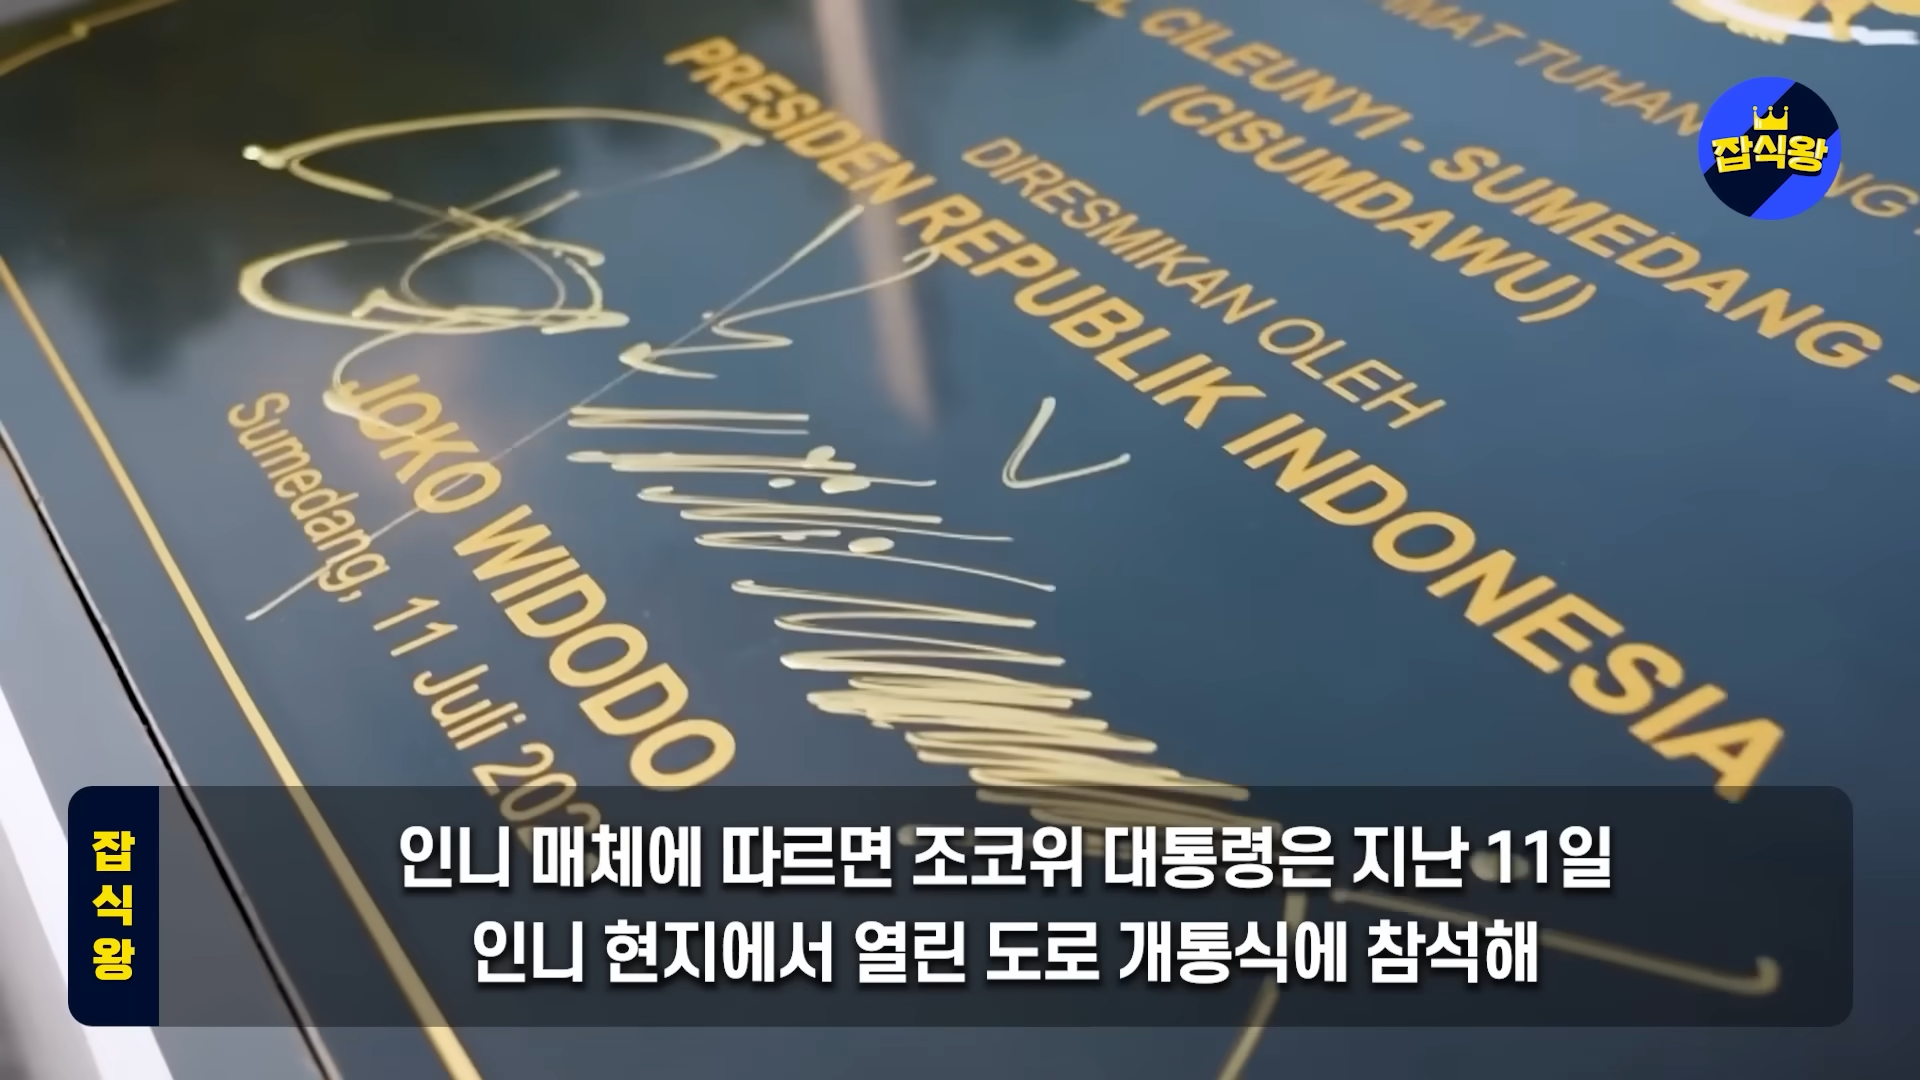 MAT TUHAN
NG
CILEUNYI - SUMEDANG -
(CISUMDAWU)
DIRESMIKAN OLEH
PRESIDEN REPUBLIK INDONESIA
JOKO WIDODO
Sumedang, 11 Juli 202
잡식왕
잡식왕
인니 매체에 따르면 조코위 대통령은 지난 11일
인니 현지에서 열린 도로 개통식에 참석해